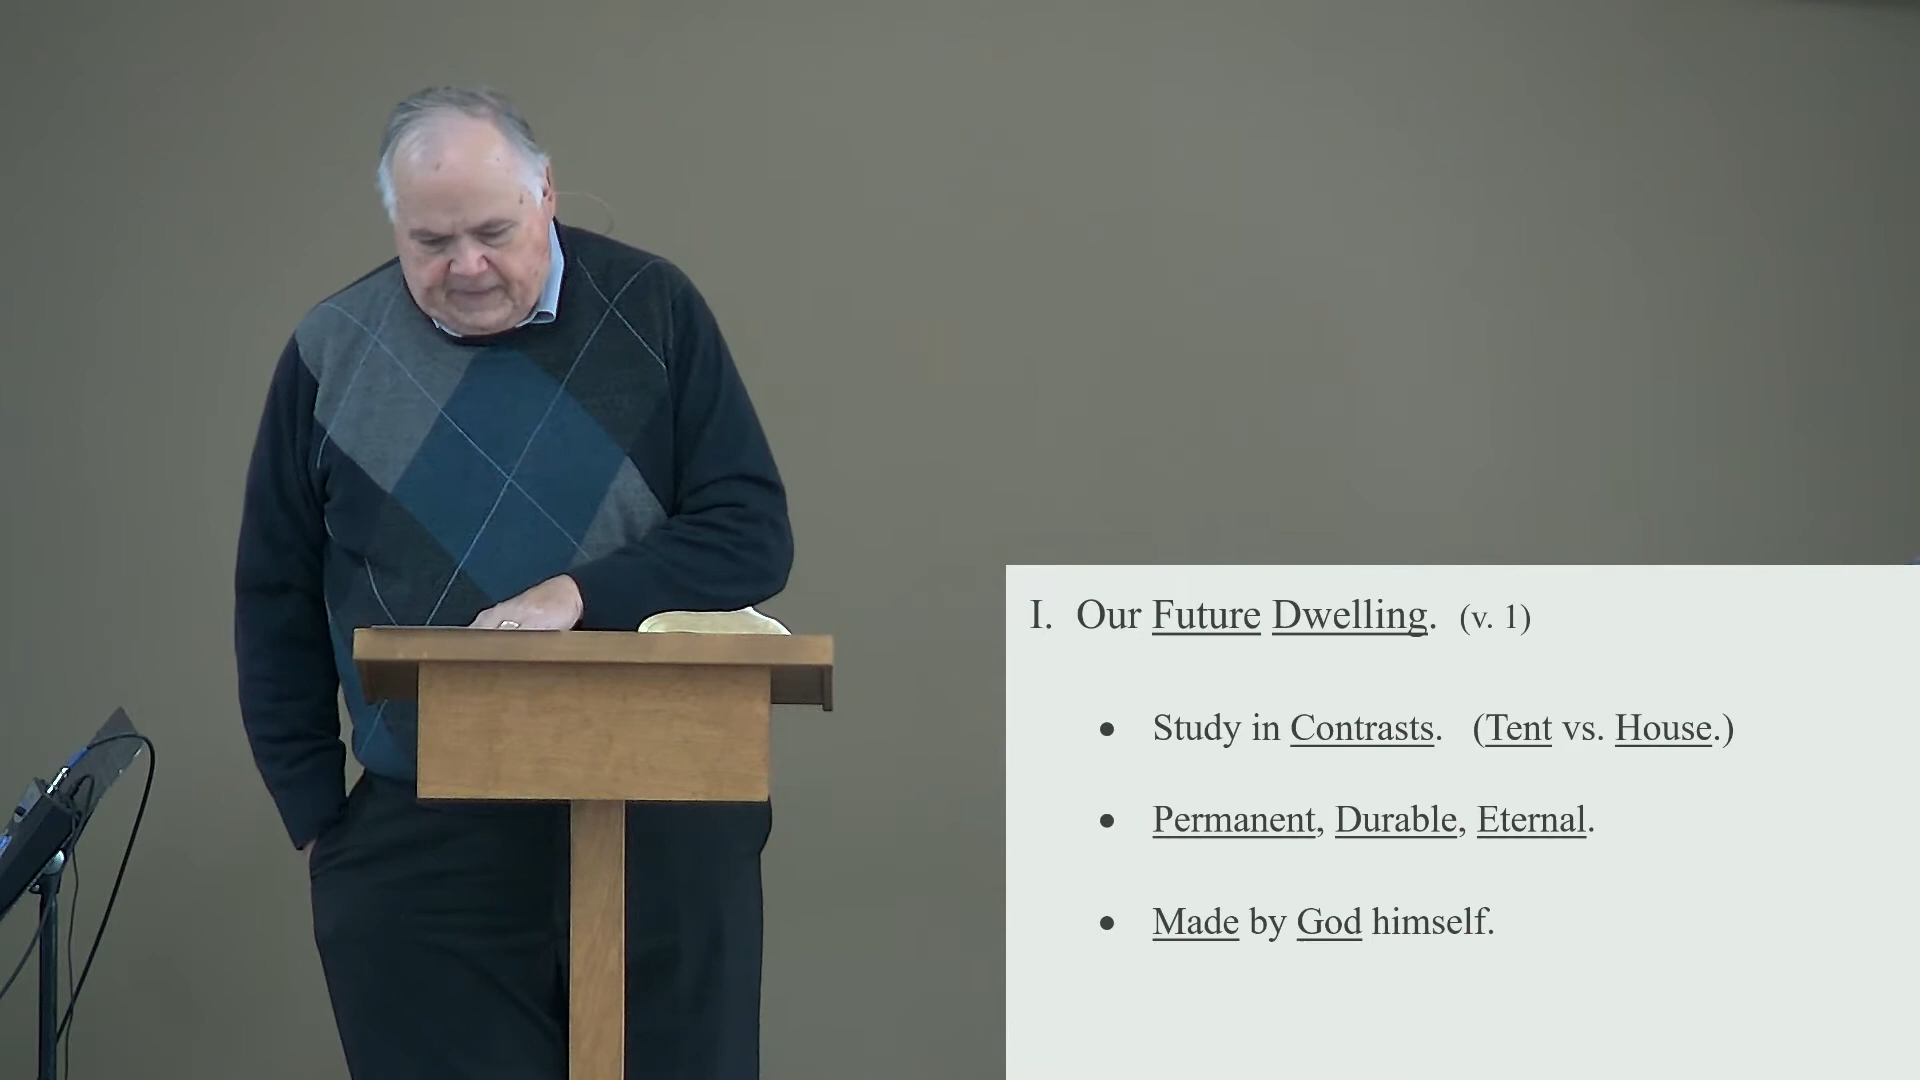 I. Our Future Dwelling. (v. 1)
• Study in Contrasts. (Tent vs. House.)
• Permanent, Durable, Eternal.
• Made by God himself.